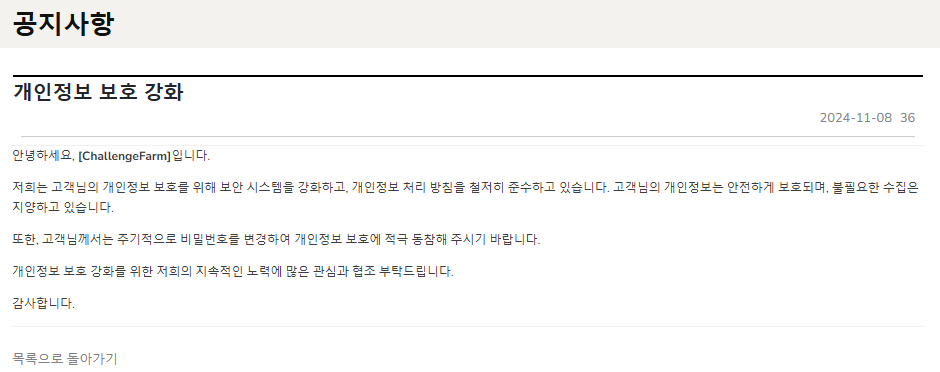 공지사항
개인정보 보호 강화
2024-11-08 36
안녕하세요, [ChallengeFarm]입니다.
저희는 고객님의 개인정보 보호를 위해 보안 시스템을 강화하고, 개인정보 처리 방침을 철저히 준수하고 있습니다. 고객님의 개인정보는 안전하게 보호되며, 불필요한 수집은
지양하고 있습니다.
또한, 고객님께서는 주기적으로 비밀번호를 변경하여 개인정보 보호에 적극 동참해 주시기 바랍니다.
개인정보 보호 강화를 위한 저희의 지속적인 노력에 많은 관심과 협조 부탁드립니다.
감사합니다.
목록으로 돌아가기